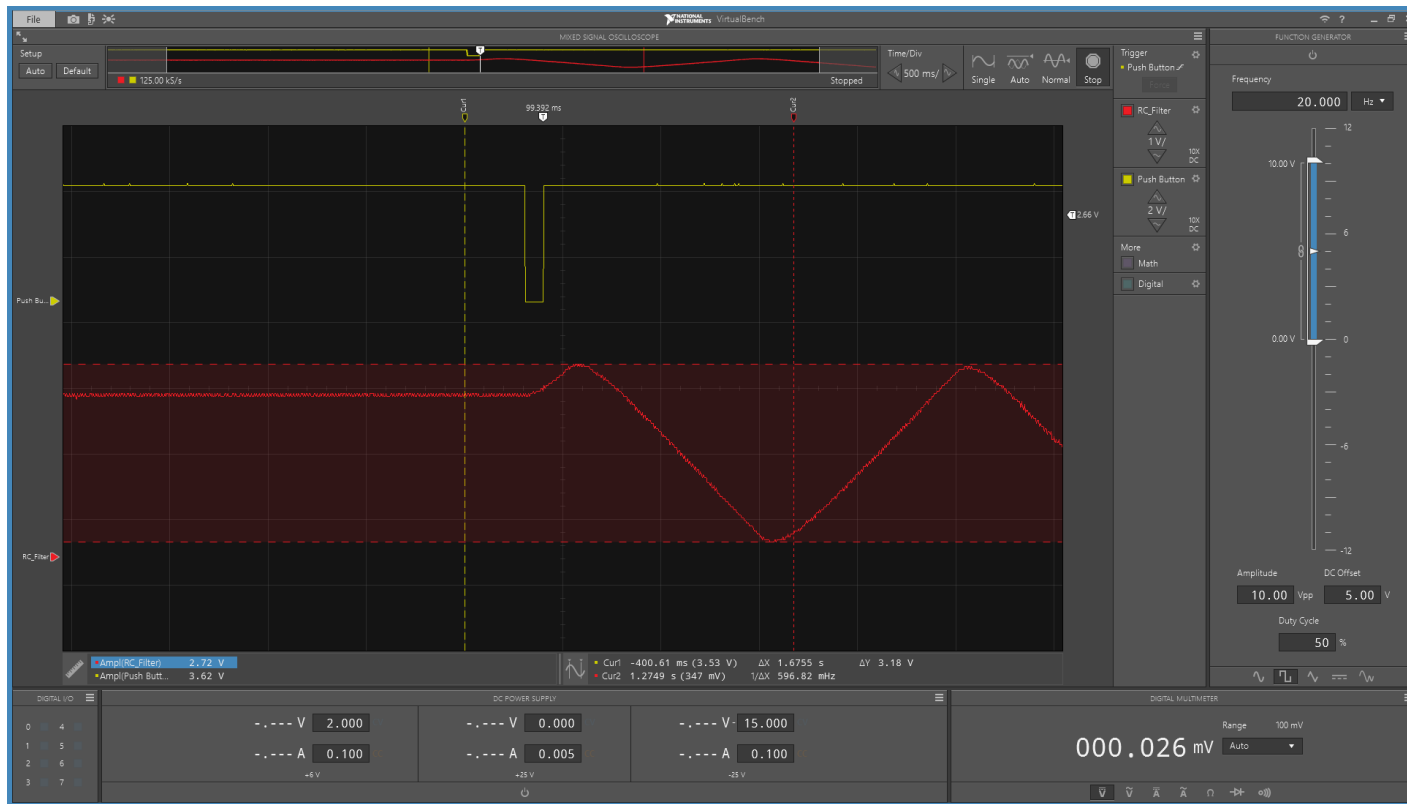 File
NATIONAL INSTRUMENTS VirtualBench
?
MIXED SIGNAL OSCILLOSCOPE
FUNCTION GENERATOR
Setup
Auto Default
125.00 kS/s
T
Stopped
Time/Div
500 ms/
Single Auto Normal Stop
Trigger
Push Button
Force
RC_Filter
1 V/
10X
DC
Push Button
2 V/
10X
DC
More
Math
Digital
Cur1
99.392 ms
T
Cur2
T 2.66 V
Push Bu...
RC_Filter
Ampl(RC_Filter) 2.72 V
Ampl(Push Butt... 3.62 V
Cur1 -400.61 ms (3.53 V) ΔX 1.6755 s ΔY 3.18 V
Cur2 1.2749 s (347 mV) 1/ΔX 596.82 mHz
Frequency
20.000 Hz
12
10.00 V
6
0.00 V
0
-6
-12
Amplitude DC Offset
10.00 Vpp 5.00 V
Duty Cycle
50 %
DIGITAL I/O
0 4
1 5
2 6
3 7
DC POWER SUPPLY
-.--- V 2.000
-.--- A 0.100
+6 V
-.--- V 0.000
-.--- A 0.005
+25 V
-.--- V -15.000
-.--- A 0.100
-25 V
DIGITAL MULTIMETER
000.026 mV
Range 100 mV
Auto
V V A A Ω